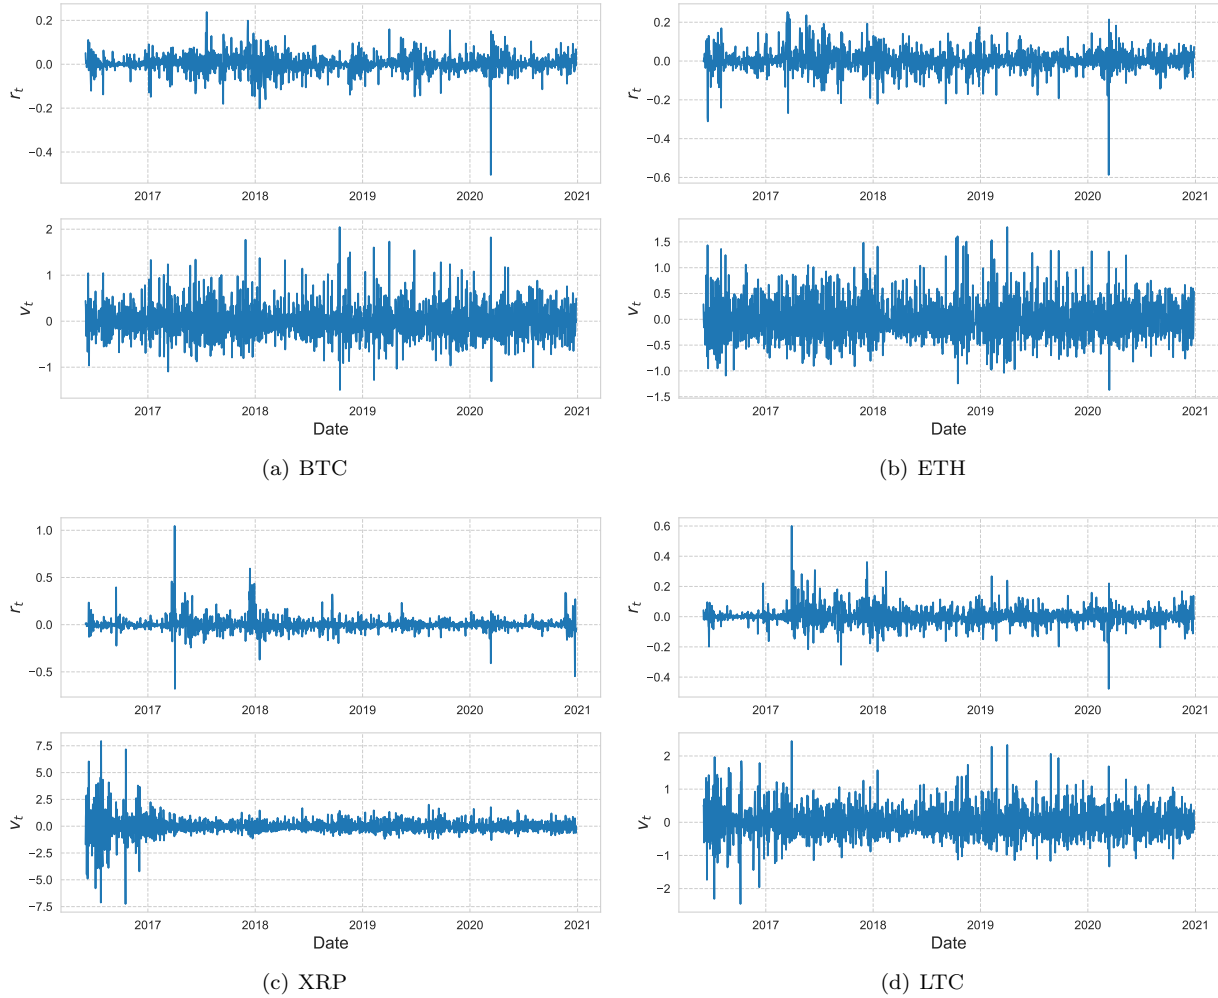 0.2
0.0
−0.2
−0.4
r_t
2017 2018 2019 2020 2021
2
1
0
−1
v_t
2017 2018 2019 2020 2021
Date
(a) BTC
0.2
0.0
−0.2
−0.4
−0.6
r_t
2017 2018 2019 2020 2021
1.5
1.0
0.5
0.0
−0.5
−1.0
−1.5
v_t
2017 2018 2019 2020 2021
Date
(b) ETH
1.0
0.5
0.0
−0.5
r_t
2017 2018 2019 2020 2021
7.5
5.0
2.5
0.0
−2.5
−5.0
−7.5
v_t
2017 2018 2019 2020 2021
Date
(c) XRP
0.6
0.4
0.2
0.0
−0.2
−0.4
r_t
2017 2018 2019 2020 2021
2
1
0
−1
−2
v_t
2017 2018 2019 2020 2021
Date
(d) LTC